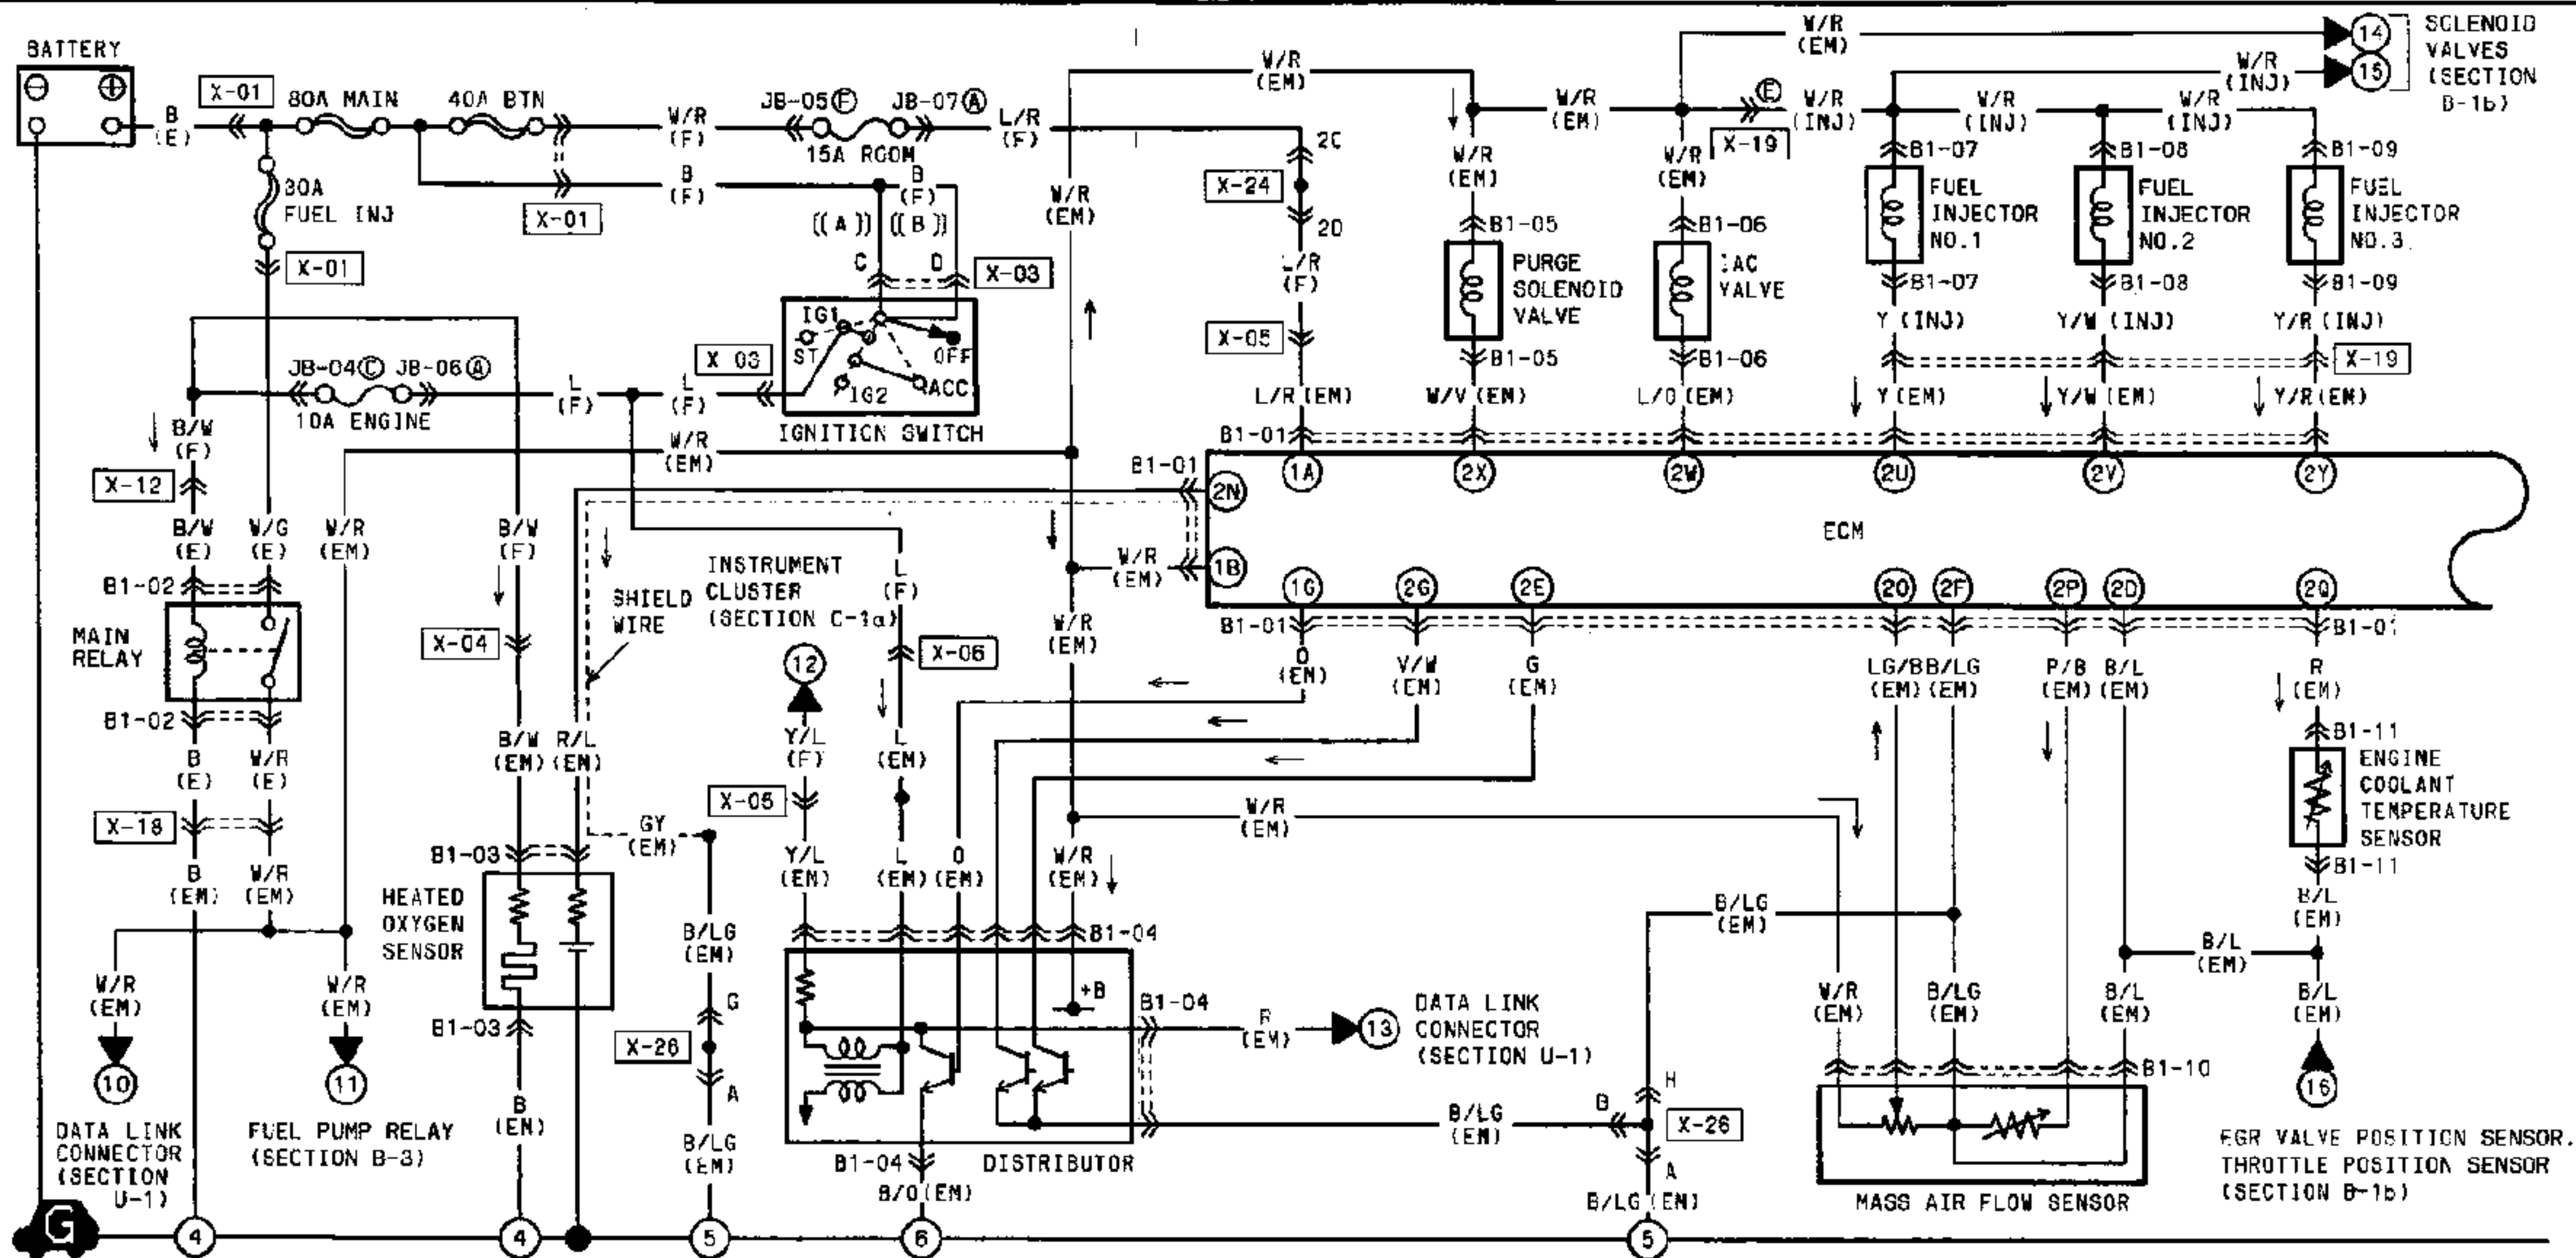 BATTERY
B
(E)
X-01
80A MAIN
40A BTN
W/R
(F)
JB-05 F
JB-07 A
15A ROOM
L/R
(F)
30A
FUEL INJ
X-01
X-01
B
(F)
B
(F)
((A))
((B))
C
D
X-03
IG1
ST
OFF
IG2
ACC
IGNITION SWITCH
X-03
JB-04 C
JB-06 A
10A ENGINE
L
(F)
L
(F)
W/R
(EM)
W/R
(EM)
W/R
(EM)
2C
X-24
2D
L/R
(F)
X-05
L/R (EM)
W/R
(EM)
W/R
(EM)
14
15
SOLENOID
VALVES
(SECTION
B-1b)
W/R
(INJ)
W/R
(EM)
E
X-19
W/R
(INJ)
W/R
(INJ)
W/R
(INJ)
W/R
(EM)
B1-05
PURGE
SOLENOID
VALVE
B1-05
W/V (EM)
B1-06
IAC
VALVE
B1-06
L/O (EM)
B1-07
FUEL
INJECTOR
NO.1
B1-07
Y (INJ)
Y (EM)
B1-08
FUEL
INJECTOR
NO.2
B1-08
Y/W (INJ)
Y/W (EM)
B1-09
FUEL
INJECTOR
NO.3
B1-09
Y/R (INJ)
X-19
Y/R (EM)
B1-01
1A
2X
2W
2U
2V
2Y
B1-01
2N
ECM
W/R
(EM)
1B
1G
2G
2E
2O
2F
2P
2D
2Q
B1-01
B1-01
B/W
(F)
X-12
B/W
(E)
W/G
(E)
W/R
(EM)
B/W
(F)
B1-02
MAIN
RELAY
B1-02
B
(E)
W/R
(E)
X-18
B
(EM)
W/R
(EM)
W/R
(EM)
10
DATA LINK
CONNECTOR
(SECTION
U-1)
W/R
(EM)
11
FUEL PUMP RELAY
(SECTION B-3)
X-04
B/W
(EM)
R/L
(EM)
SHIELD
WIRE
B1-03
HEATED
OXYGEN
SENSOR
B1-03
B
(EM)
GY
(EM)
B/LG
(EM)
G
X-26
A
B/LG
(EM)
INSTRUMENT
CLUSTER
(SECTION C-1a)
12
Y/L
(F)
X-05
Y/L
(EM)
L
(F)
X-06
L
(EM)
L
(EM)
O
(EM)
W/R
(EM)
W/R
(EM)
O
(EM)
V/W
(EM)
G
(EM)
W/R
(EM)
B1-04
+B
B1-04
R
(EM)
13
DATA LINK
CONNECTOR
(SECTION U-1)
B/LG
(EM)
B1-04
DISTRIBUTOR
B/O (EM)
H
B
X-26
A
B/LG (EM)
B/LG
(EM)
LG/B
(EM)
B/LG
(EM)
P/B
(EM)
B/L
(EM)
R
(EM)
B1-11
ENGINE
COOLANT
TEMPERATURE
SENSOR
B1-11
B/L
(EM)
B/L
(EM)
W/R
(EM)
B/LG
(EM)
B/L
(EM)
B/L
(EM)
B1-10
MASS AIR FLOW SENSOR
16
EGR VALVE POSITION SENSOR.
THROTTLE POSITION SENSOR
(SECTION B-1b)
G
4
4
5
6
5